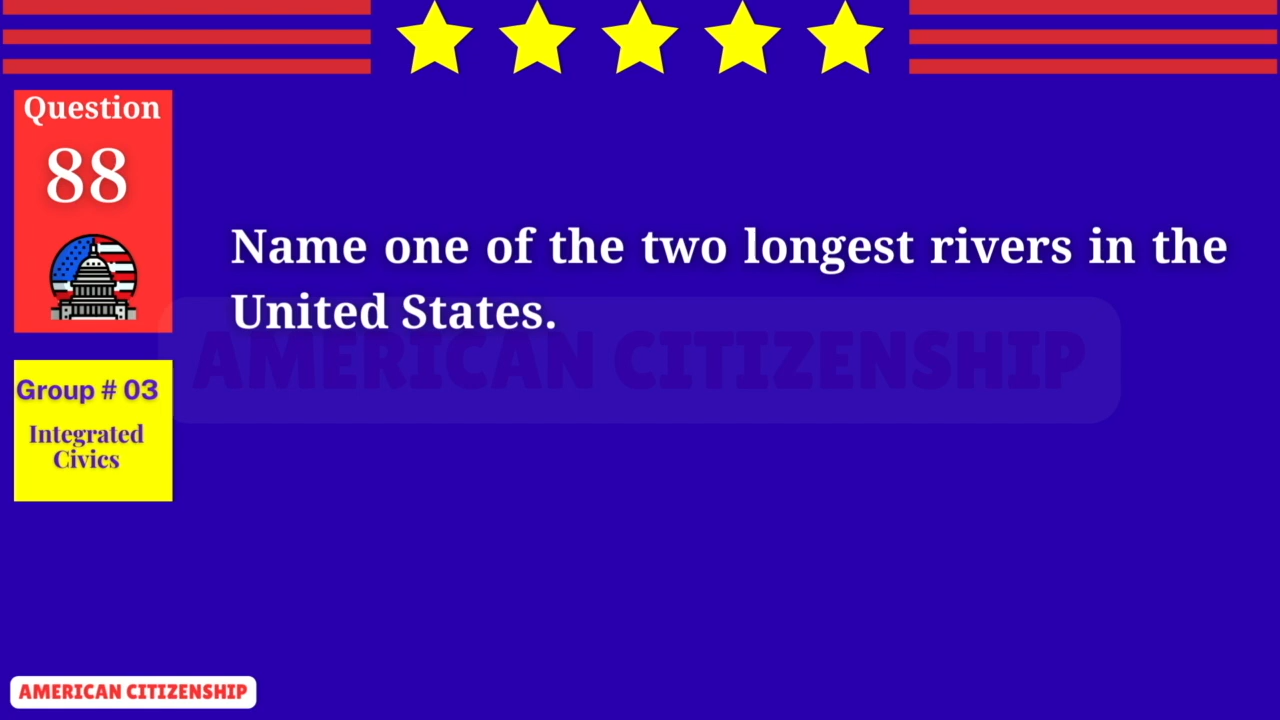 Question
88
Name one of the two longest rivers in the
United States.
AMERICAN CITIZENSHIP
Group # 03
Integrated
Civics
AMERICAN CITIZENSHIP